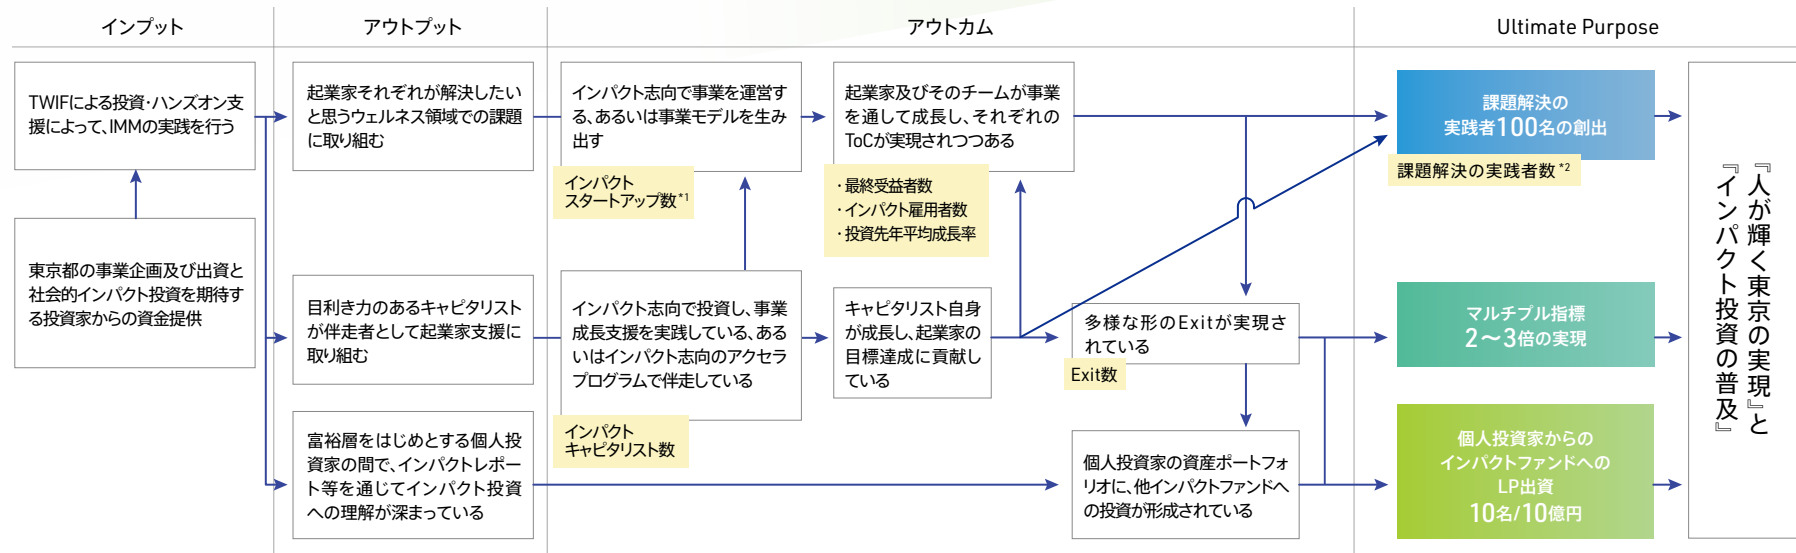 インプット
アウトプット
アウトカム
Ultimate Purpose
TWIFによる投資・ハンズオン支
援によって、IMMの実践を行う
東京都の事業企画及び出資と
社会的インパクト投資を期待す
る投資家からの資金提供
起業家それぞれが解決したい
と思うウェルネス領域での課題
に取り組む
目利き力のあるキャピタリスト
が伴走者として起業家支援に
取り組む
富裕層をはじめとする個人投
資家の間で、インパクトレポー
ト等を通じてインパクト投資
への理解が深まっている
インパクト志向で事業を運営す
る、あるいは事業モデルを生み
出す
インパクト
スタートアップ数*1
インパクト志向で投資し、事業
成長支援を実践している、ある
いはインパクト志向のアクセラ
プログラムで伴走している
インパクト
キャピタリスト数
起業家及びそのチームが事業
を通して成長し、それぞれの
ToCが実現されつつある
・最終受益者数
・インパクト雇用者数
・投資先年平均成長率
キャピタリスト自身
が成長し、起業家の
目標達成に貢献し
ている
多様な形のExitが実現さ
れている
Exit数
個人投資家の資産ポートフォ
リオに、他インパクトファンドへ
の投資が形成されている
課題解決の
実践者100名の創出
課題解決の実践者数*2
マルチプル指標
2〜3倍の実現
個人投資家からの
インパクトファンドへの
LP出資
10名/10億円
『人が輝く東京の実現』と
『インパクト投資の普及』